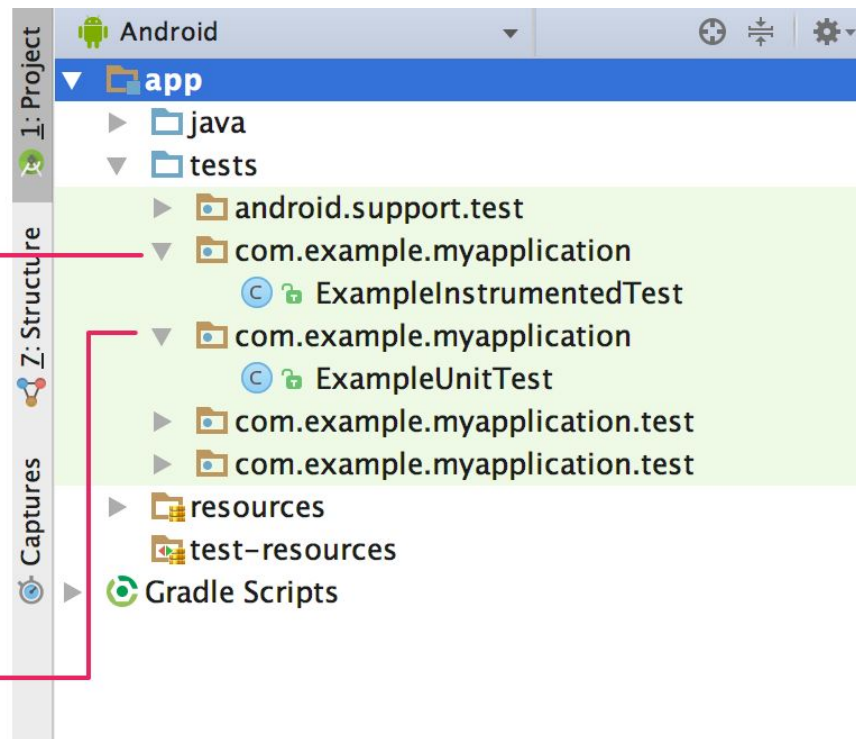 1: Project
Z: Structure
Captures
Android
app
java
tests
android.support.test
com.example.myapplication
C ExampleInstrumentedTest
com.example.myapplication
C ExampleUnitTest
com.example.myapplication.test
com.example.myapplication.test
resources
test-resources
Gradle Scripts